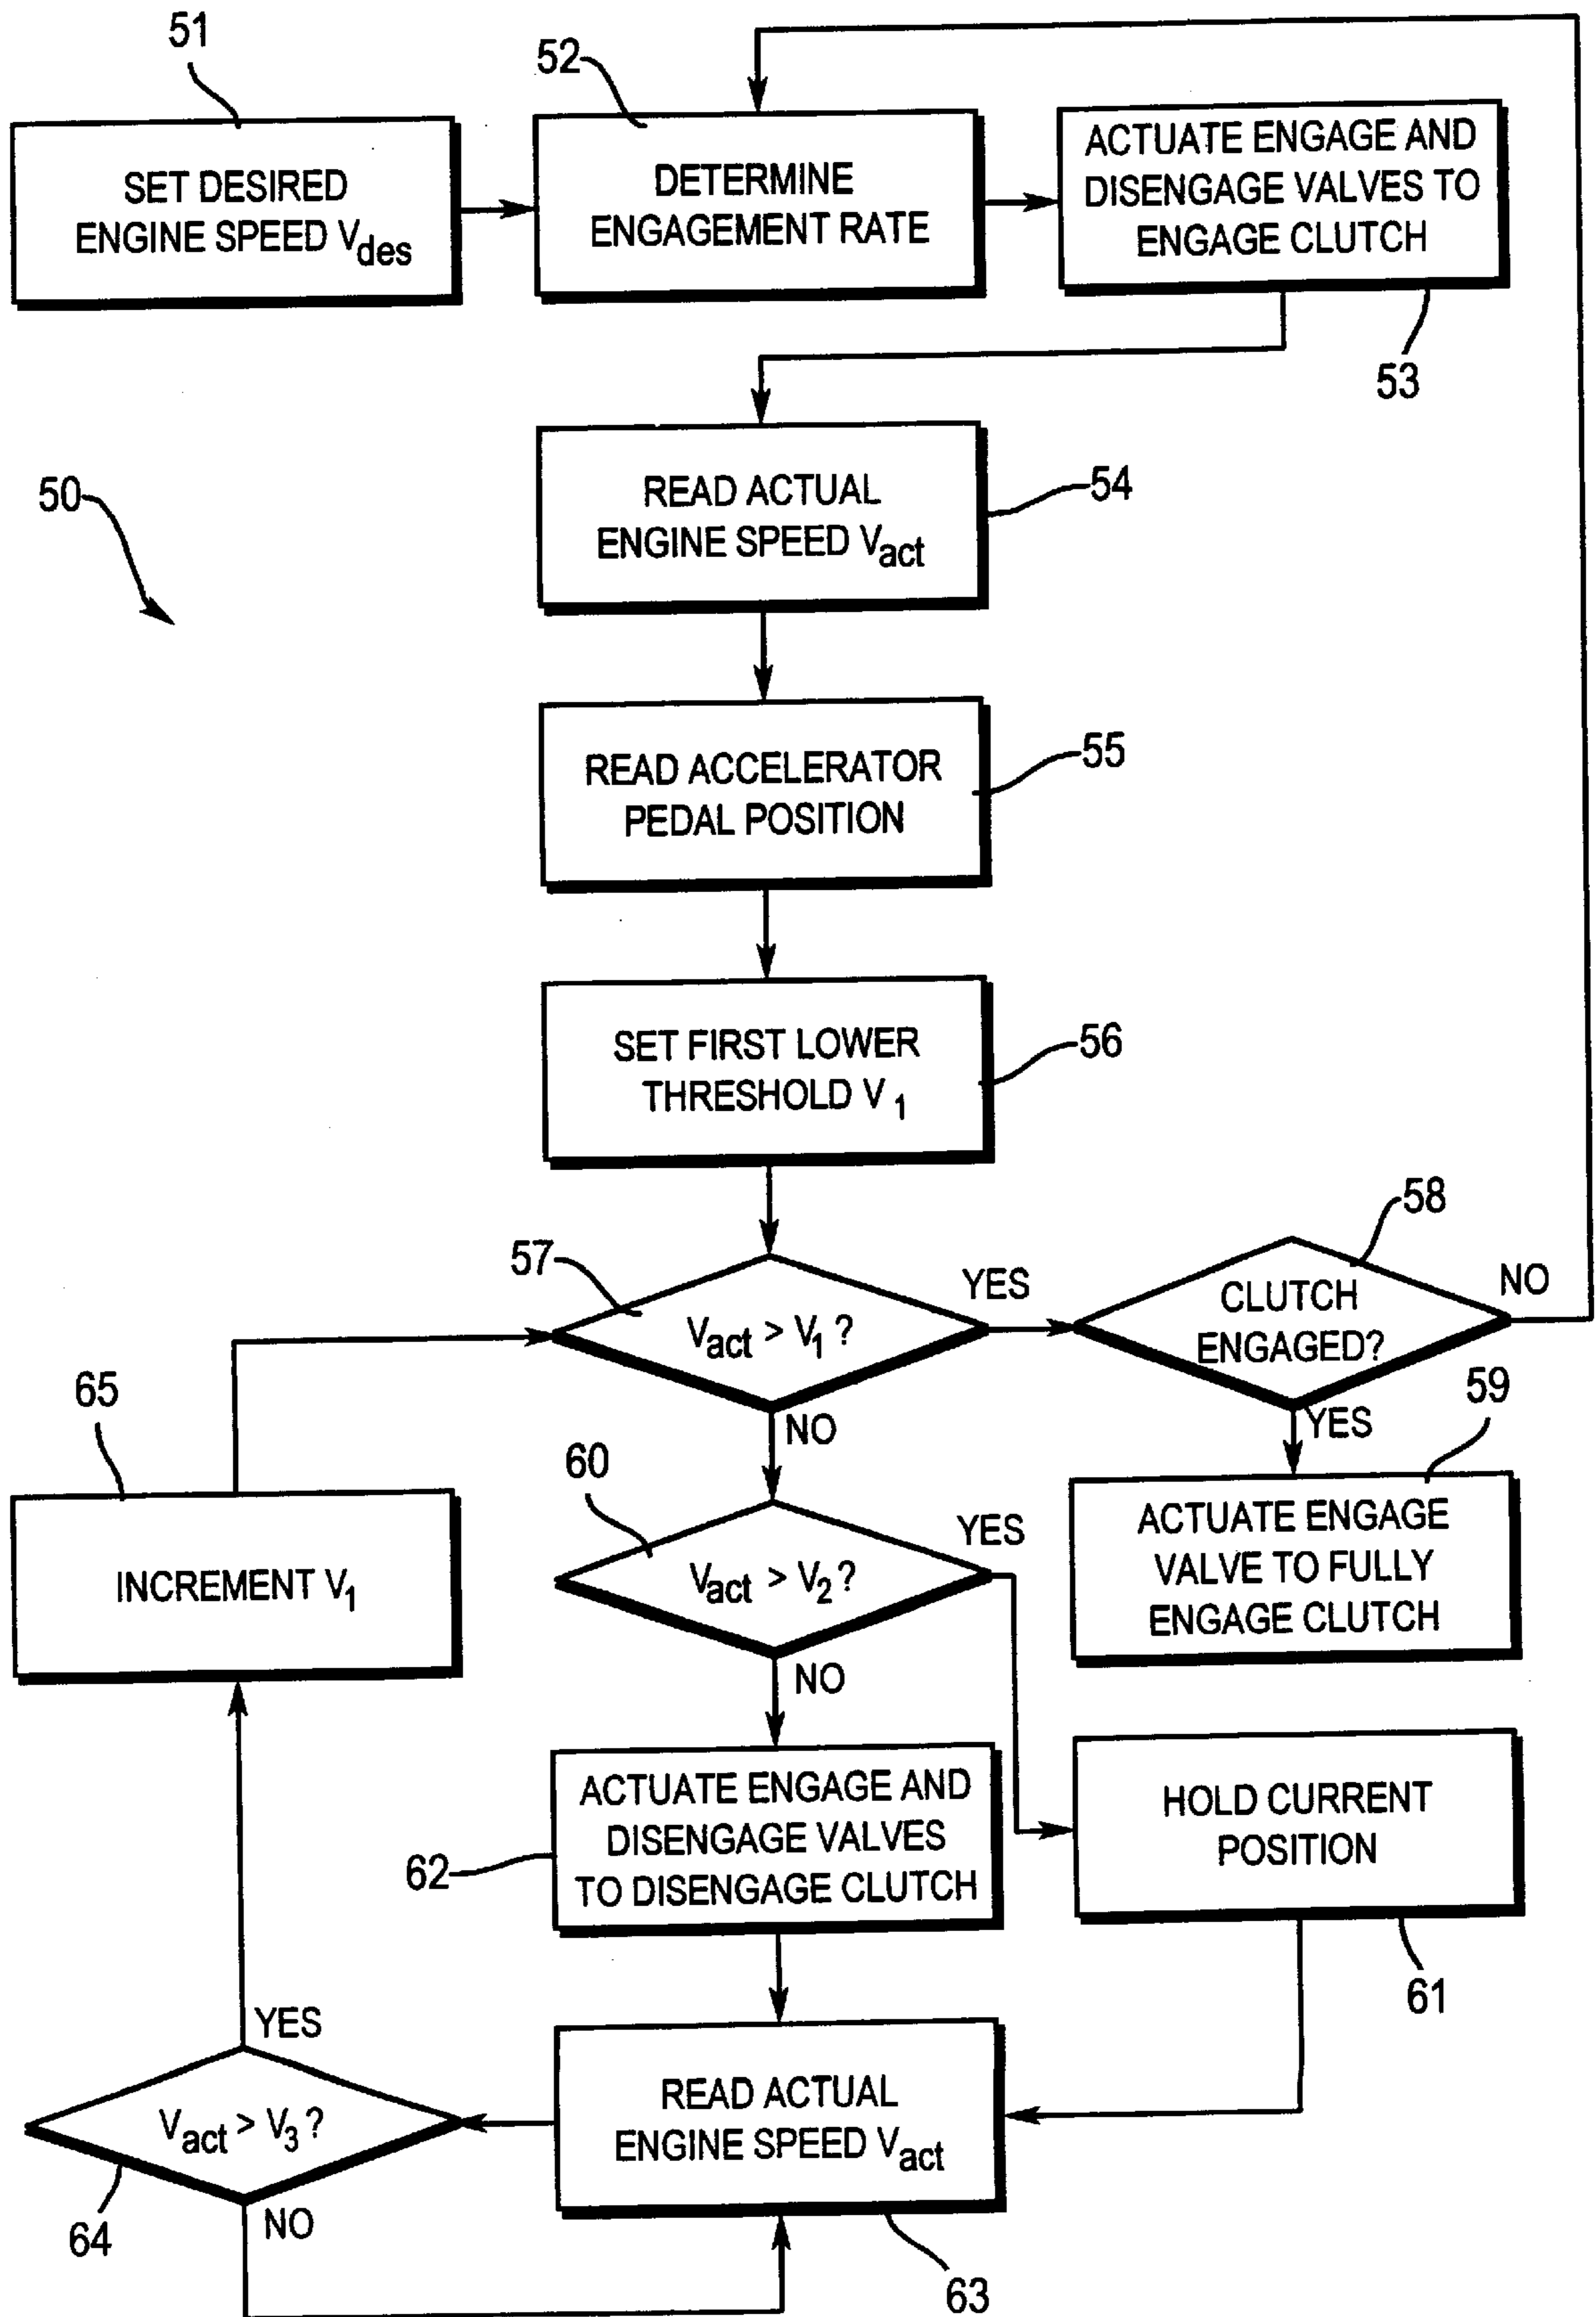 51
SET DESIRED
ENGINE SPEED Vdes
52
DETERMINE
ENGAGEMENT RATE
ACTUATE ENGAGE AND
DISENGAGE VALVES TO
ENGAGE CLUTCH
53
50
READ ACTUAL
ENGINE SPEED Vact
54
READ ACCELERATOR
PEDAL POSITION
55
SET FIRST LOWER
THRESHOLD V1
56
57
Vact > V1 ?
YES
NO
58
CLUTCH
ENGAGED?
NO
YES
59
ACTUATE ENGAGE
VALVE TO FULLY
ENGAGE CLUTCH
65
INCREMENT V1
60
Vact > V2 ?
YES
NO
ACTUATE ENGAGE AND
DISENGAGE VALVES
TO DISENGAGE CLUTCH
62
HOLD CURRENT
POSITION
61
READ ACTUAL
ENGINE SPEED Vact
63
YES
Vact > V3 ?
64
NO